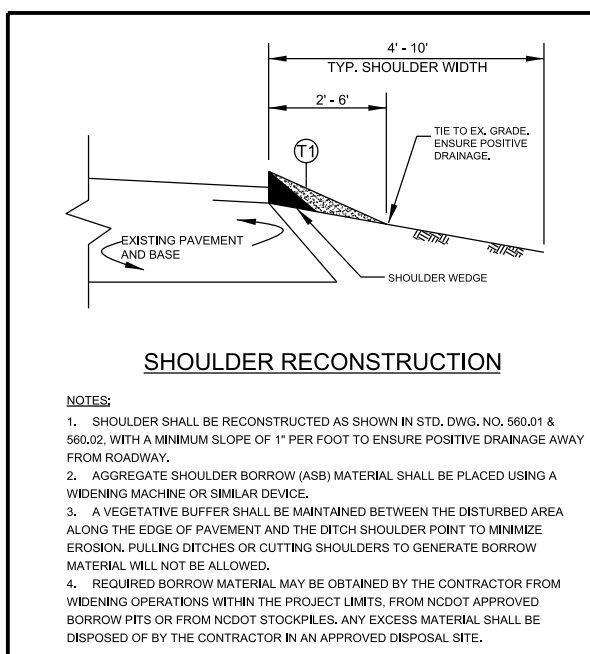 4' - 10'
TYP. SHOULDER WIDTH
2' - 6'
T1
TIE TO EX. GRADE.
ENSURE POSITIVE
DRAINAGE.
EXISTING PAVEMENT
AND BASE
SHOULDER WEDGE
SHOULDER RECONSTRUCTION
NOTES:
1. SHOULDER SHALL BE RECONSTRUCTED AS SHOWN IN STD. DWG. NO. 560.01 &
560.02, WITH A MINIMUM SLOPE OF 1" PER FOOT TO ENSURE POSITIVE DRAINAGE AWAY
FROM ROADWAY.
2. AGGREGATE SHOULDER BORROW (ASB) MATERIAL SHALL BE PLACED USING A
WIDENING MACHINE OR SIMILAR DEVICE.
3. A VEGETATIVE BUFFER SHALL BE MAINTAINED BETWEEN THE DISTURBED AREA
ALONG THE EDGE OF PAVEMENT AND THE DITCH SHOULDER POINT TO MINIMIZE
EROSION. PULLING DITCHES OR CUTTING SHOULDERS TO GENERATE BORROW
MATERIAL WILL NOT BE ALLOWED.
4. REQUIRED BORROW MATERIAL MAY BE OBTAINED BY THE CONTRACTOR FROM
WIDENING OPERATIONS WITHIN THE PROJECT LIMITS, FROM NCDOT APPROVED
BORROW PITS OR FROM NCDOT STOCKPILES. ANY EXCESS MATERIAL SHALL BE
DISPOSED OF BY THE CONTRACTOR IN AN APPROVED DISPOSAL SITE.